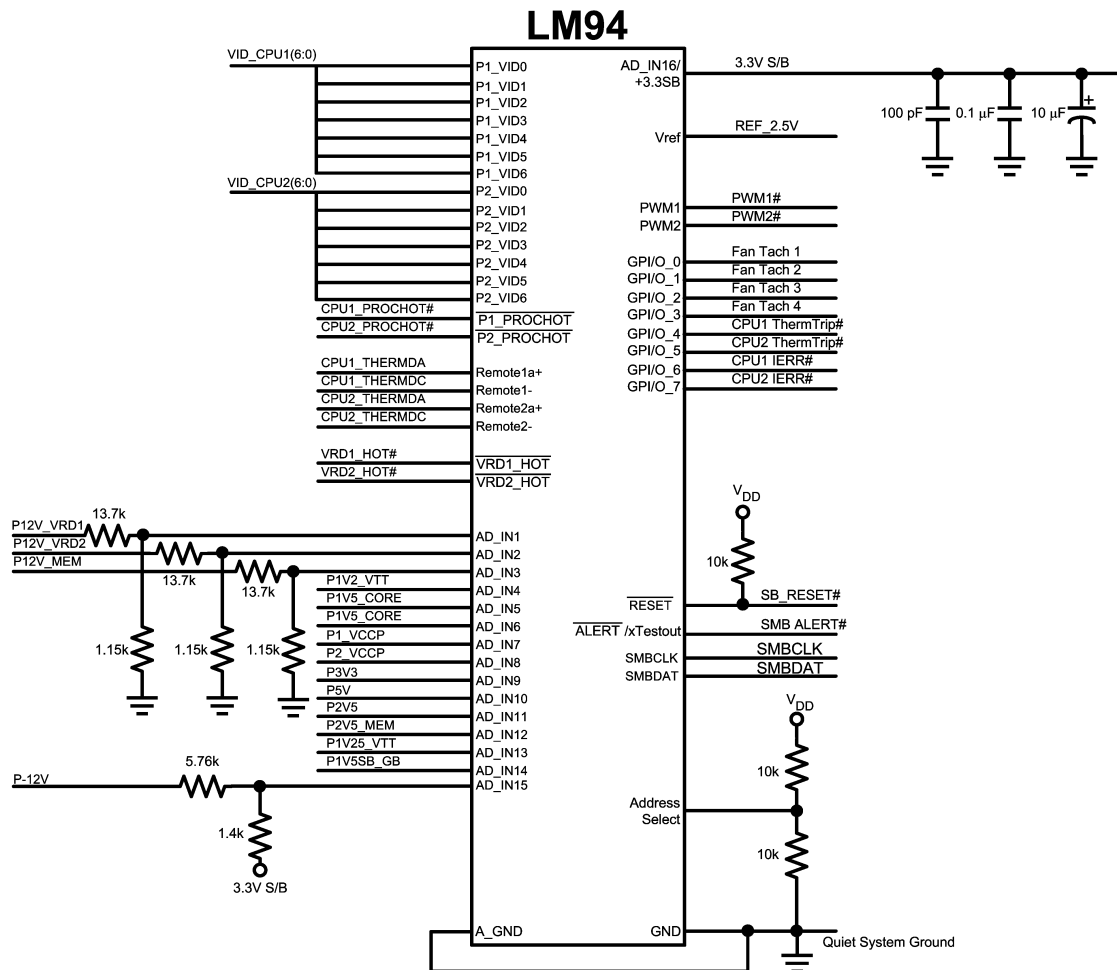 LM94
VID_CPU1(6:0)
P1_VID0
P1_VID1
P1_VID2
P1_VID3
P1_VID4
P1_VID5
P1_VID6
VID_CPU2(6:0)
P2_VID0
P2_VID1
P2_VID2
P2_VID3
P2_VID4
P2_VID5
P2_VID6
CPU1_PROCHOT#
P1_PROCHOT
CPU2_PROCHOT#
P2_PROCHOT
CPU1_THERMDA
Remote1a+
CPU1_THERMDC
Remote1-
CPU2_THERMDA
Remote2a+
CPU2_THERMDC
Remote2-
VRD1_HOT#
VRD1_HOT
VRD2_HOT#
VRD2_HOT
P12V_VRD1
13.7k
AD_IN1
P12V_VRD2
13.7k
AD_IN2
P12V_MEM
13.7k
AD_IN3
1.15k
1.15k
1.15k
P1V2_VTT
AD_IN4
P1V5_CORE
AD_IN5
P1V5_CORE
AD_IN6
P1_VCCP
AD_IN7
P2_VCCP
AD_IN8
P3V3
AD_IN9
P5V
AD_IN10
P2V5
AD_IN11
P2V5_MEM
AD_IN12
P1V25_VTT
AD_IN13
P1V5SB_GB
AD_IN14
P-12V
5.76k
AD_IN15
1.4k
3.3V S/B
A_GND
AD_IN16/
+3.3SB
3.3V S/B
100 pF
0.1 µF
10 µF
+
Vref
REF_2.5V
PWM1
PWM1#
PWM2
PWM2#
GPI/O_0
Fan Tach 1
GPI/O_1
Fan Tach 2
GPI/O_2
Fan Tach 3
GPI/O_3
Fan Tach 4
GPI/O_4
CPU1 ThermTrip#
GPI/O_5
CPU2 ThermTrip#
GPI/O_6
CPU1 IERR#
GPI/O_7
CPU2 IERR#
VDD
10k
RESET
SB_RESET#
ALERT /xTestout
SMB ALERT#
SMBCLK
SMBCLK
SMBDAT
SMBDAT
VDD
10k
Address
Select
10k
GND
Quiet System Ground